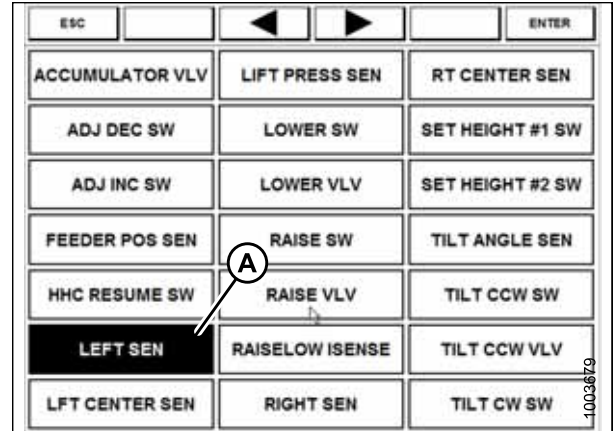 ESC ENTER
ACCUMULATOR VLV LIFT PRESS SEN RT CENTER SEN
ADJ DEC SW LOWER SW SET HEIGHT #1 SW
ADJ INC SW LOWER VLV SET HEIGHT #2 SW
FEEDER POS SEN RAISE SW TILT ANGLE SEN
A
HHC RESUME SW RAISE VLV TILT CCW SW
LEFT SEN RAISELOW ISENSE TILT CCW VLV
LFT CENTER SEN RIGHT SEN TILT CW SW
1003679